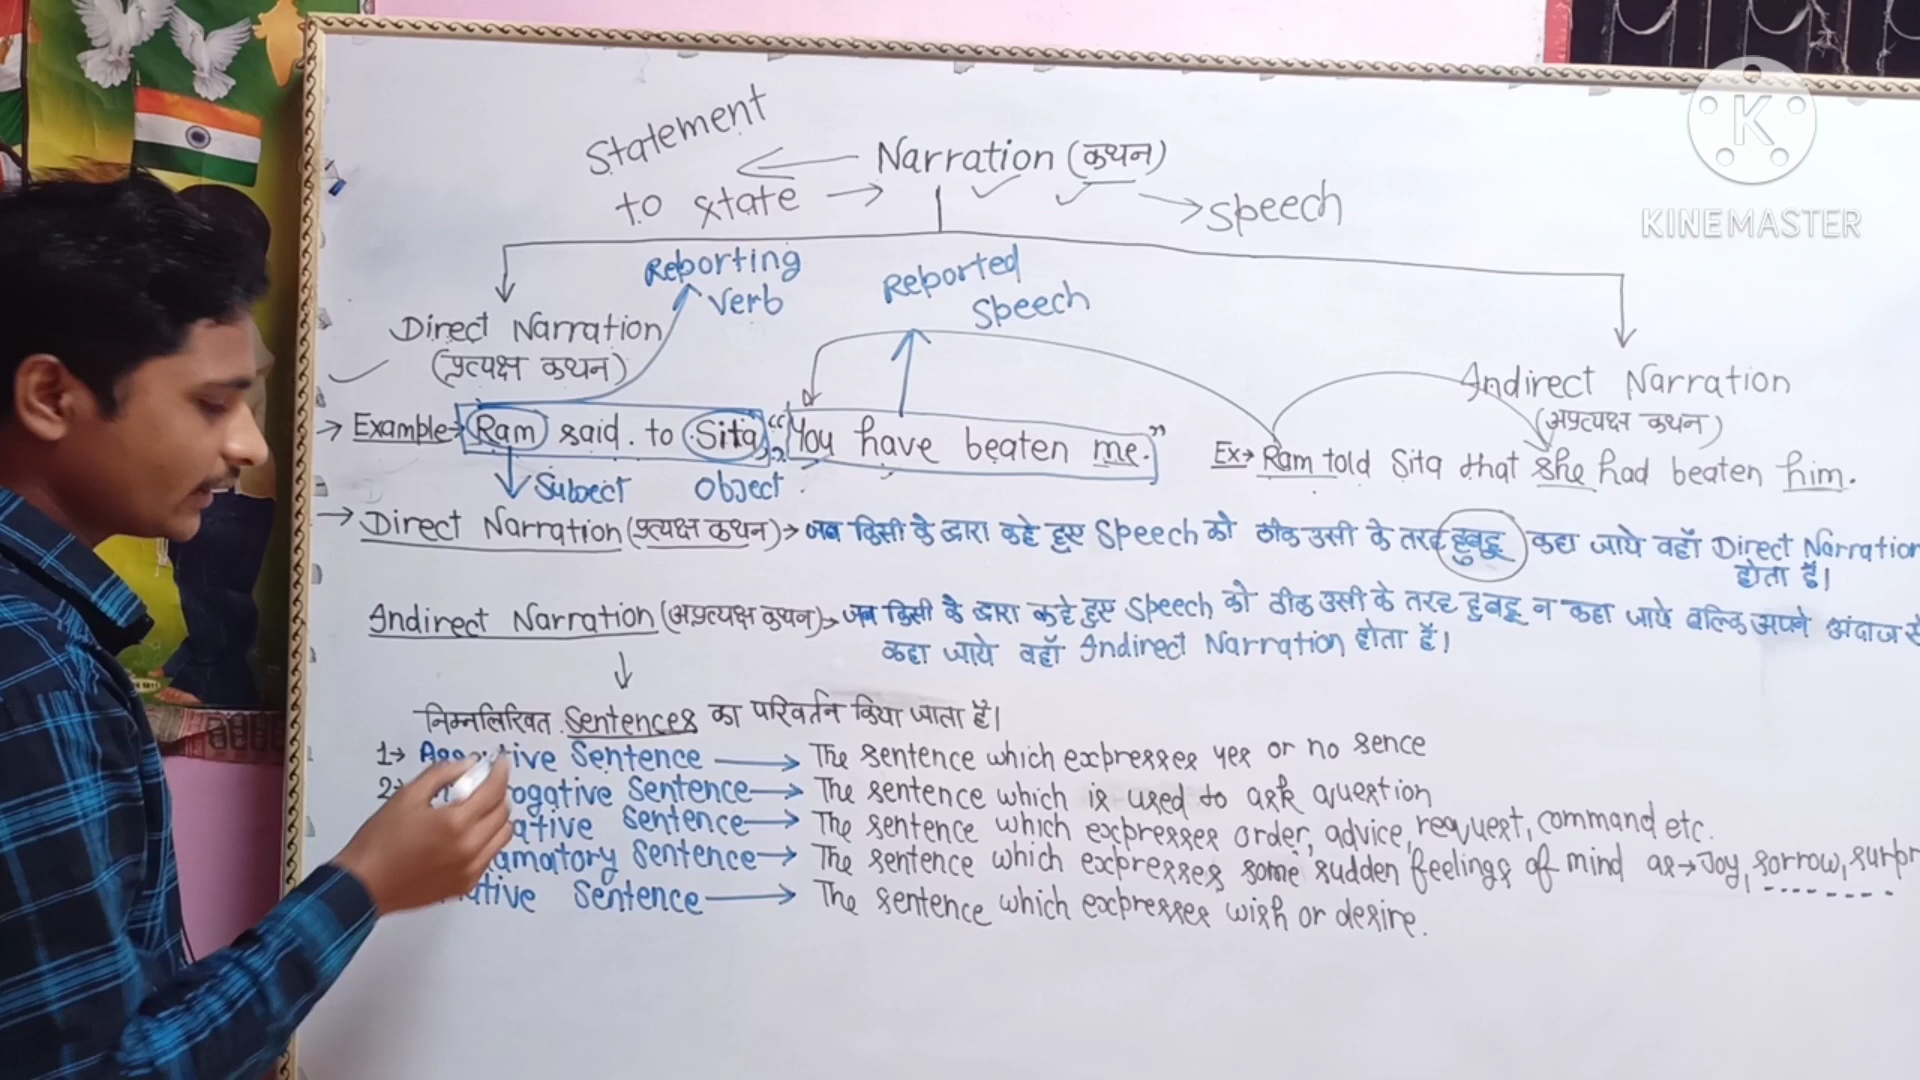 Statement
Narration (कथन)
to state
Speech
KINEMASTER
Reporting
Verb
Reported
Speech
Direct Narration
(प्रत्यक्ष कथन)
Indirect Narration
(अप्रत्यक्ष कथन)
Example→ Ram said. to Sita,, "You have beaten me."
Ex→ Ram told Sita that she had beaten him.
Subject Object
→ Direct Narration (प्रत्यक्ष कथन)→ जब किसी के द्वारा कहे हुए Speech को ठीक उसी के तरह हुबहू कहा जाये वहाँ Direct Narration
होता है।
Indirect Narration (अप्रत्यक्ष कथन)→ जब किसी के द्वारा कहे हुए Speech को ठीक उसी के तरह हुबहू न कहा जाये बल्कि अपने अंदाज से
कहा जाये वहाँ Indirect Narration होता है।
निम्नलिखित Sentences का परिवर्तन किया जाता है।
1→ Sentence → The sentence which expresses yes or no sence
2→ Sentence → The sentence which is used to ask question
Sentence → The sentence which expresses order, advice, request, command etc.
Sentence → The sentence which expresses some sudden feelings of mind as→ Joy, sorrow,
Sentence → The sentence which expresses wish or desire.